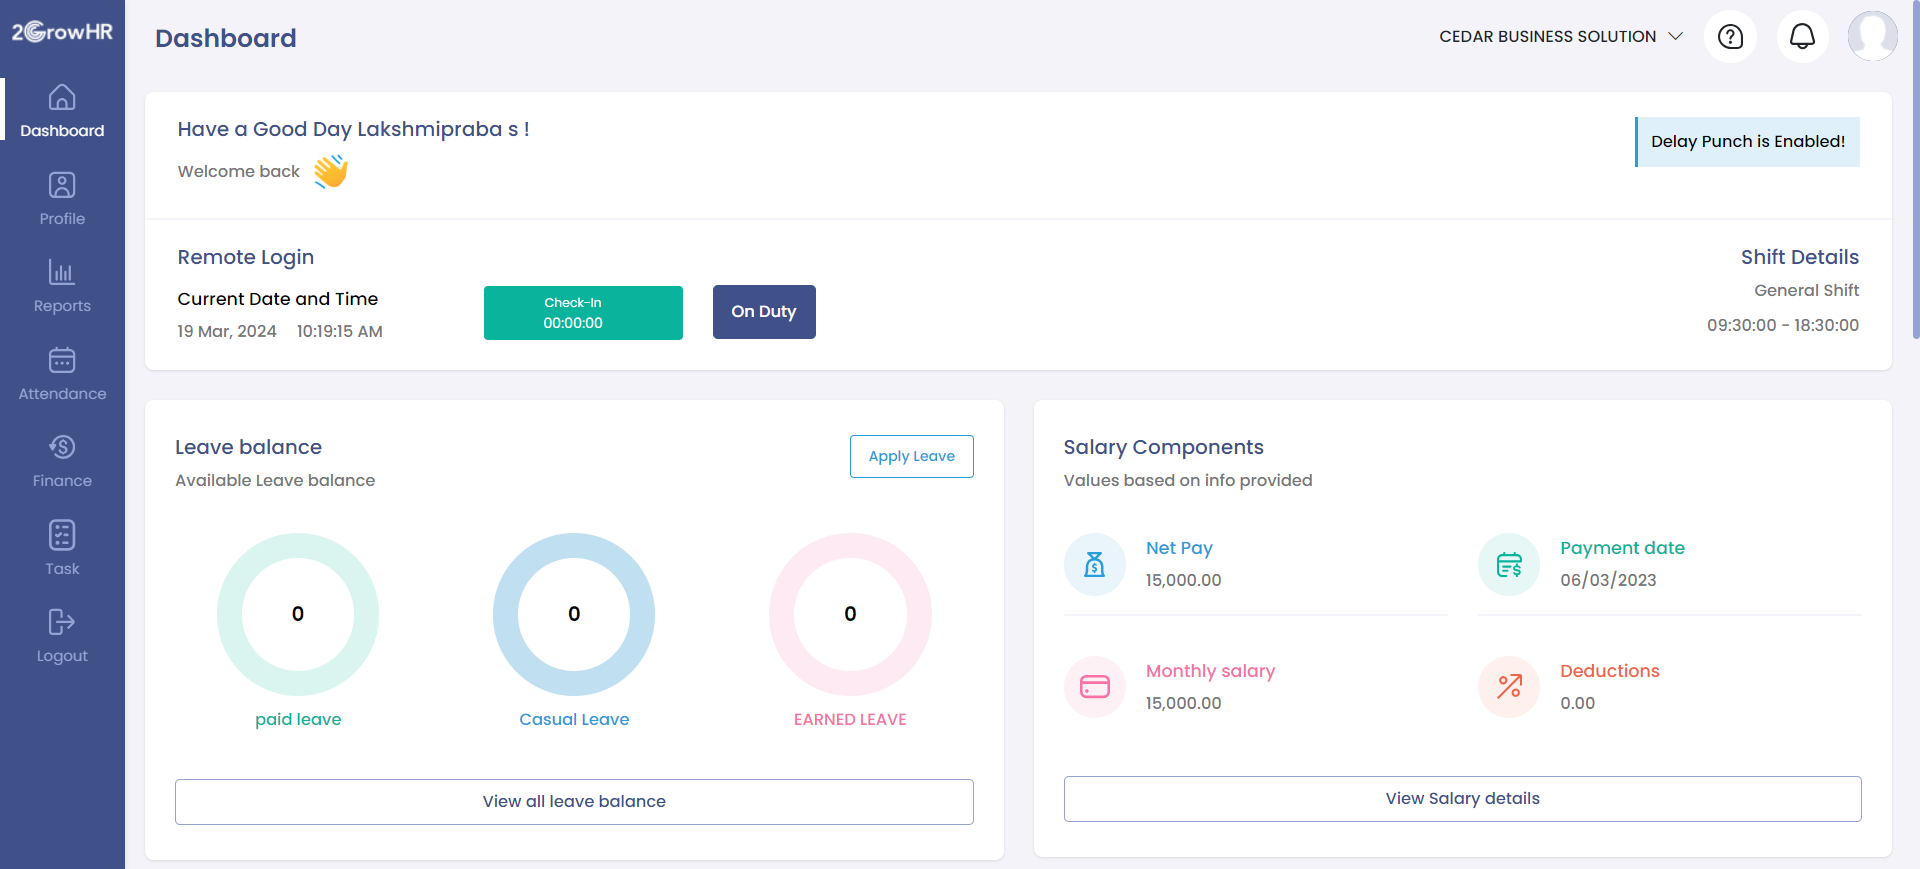 2GrowHR
Dashboard
Profile
Reports
Attendance
Finance
Task
Logout
Dashboard
CEDAR BUSINESS SOLUTION
Have a Good Day Lakshmipraba s !
Welcome back
Delay Punch is Enabled!
Remote Login
Current Date and Time
19 Mar, 2024 10:19:15 AM
Check-In
00:00:00
On Duty
Shift Details
General Shift
09:30:00 - 18:30:00
Leave balance
Available Leave balance
Apply Leave
0
paid leave
0
Casual Leave
0
EARNED LEAVE
View all leave balance
Salary Components
Values based on info provided
Net Pay
15,000.00
Payment date
06/03/2023
Monthly salary
15,000.00
Deductions
0.00
View Salary details